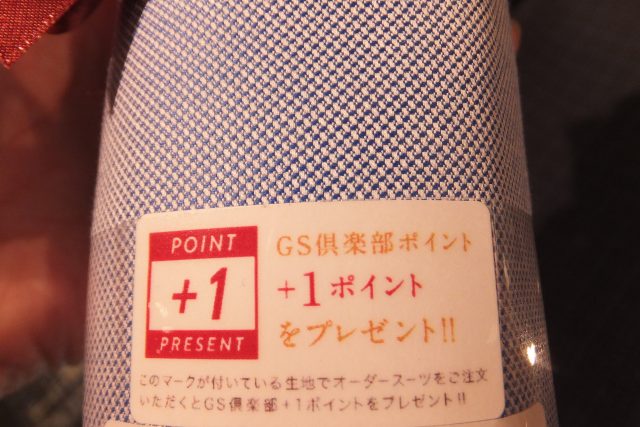 POINT
+1
PRESENT
GS倶楽部ポイント
+1ポイント
をプレゼント!!
このマークが付いている生地でオーダースーツをご注文
いただくとGS倶楽部+1ポイントをプレゼント!!